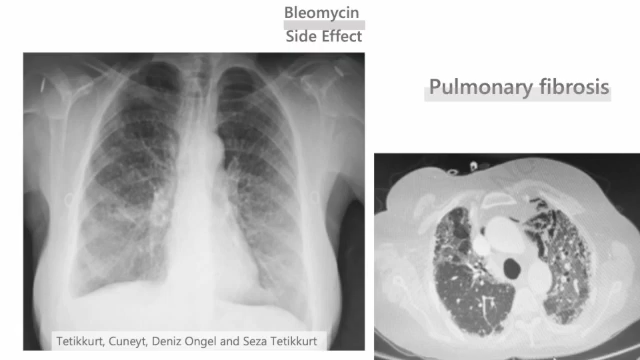 Bleomycin
Side Effect
Pulmonary fibrosis
Tetikkurt, Cuneyt, Deniz Ongel and Seza Tetikkurt